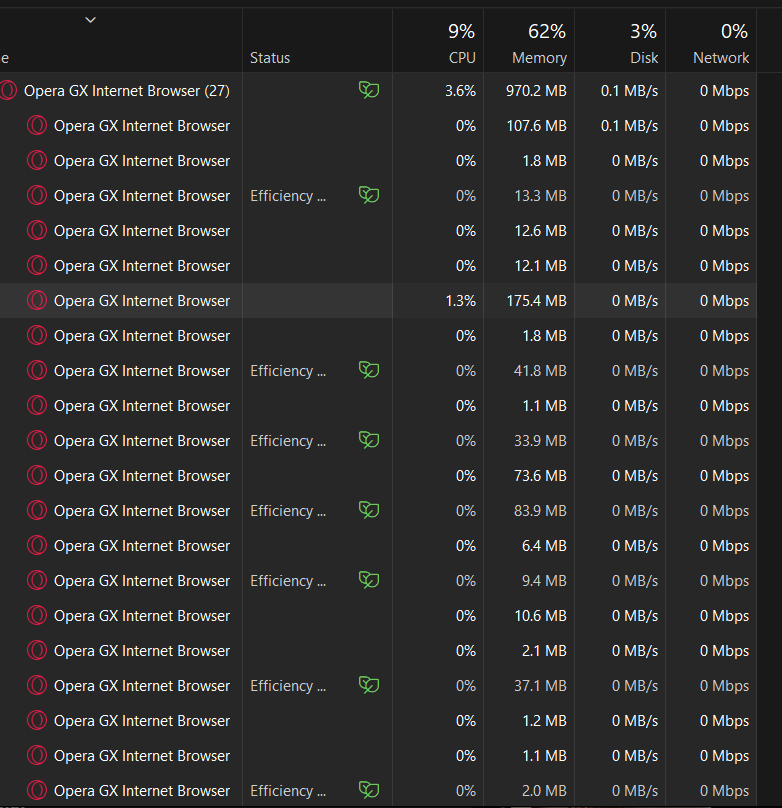 9% 62% 3% 0%
e Status CPU Memory Disk Network
Opera GX Internet Browser (27) 3.6% 970.2 MB 0.1 MB/s 0 Mbps
Opera GX Internet Browser 0% 107.6 MB 0.1 MB/s 0 Mbps
Opera GX Internet Browser 0% 1.8 MB 0 MB/s 0 Mbps
Opera GX Internet Browser Efficiency ... 0% 13.3 MB 0 MB/s 0 Mbps
Opera GX Internet Browser 0% 12.6 MB 0 MB/s 0 Mbps
Opera GX Internet Browser 0% 12.1 MB 0 MB/s 0 Mbps
Opera GX Internet Browser 1.3% 175.4 MB 0 MB/s 0 Mbps
Opera GX Internet Browser 0% 1.8 MB 0 MB/s 0 Mbps
Opera GX Internet Browser Efficiency ... 0% 41.8 MB 0 MB/s 0 Mbps
Opera GX Internet Browser 0% 1.1 MB 0 MB/s 0 Mbps
Opera GX Internet Browser Efficiency ... 0% 33.9 MB 0 MB/s 0 Mbps
Opera GX Internet Browser 0% 73.6 MB 0 MB/s 0 Mbps
Opera GX Internet Browser Efficiency ... 0% 83.9 MB 0 MB/s 0 Mbps
Opera GX Internet Browser 0% 6.4 MB 0 MB/s 0 Mbps
Opera GX Internet Browser Efficiency ... 0% 9.4 MB 0 MB/s 0 Mbps
Opera GX Internet Browser 0% 10.6 MB 0 MB/s 0 Mbps
Opera GX Internet Browser 0% 2.1 MB 0 MB/s 0 Mbps
Opera GX Internet Browser Efficiency ... 0% 37.1 MB 0 MB/s 0 Mbps
Opera GX Internet Browser 0% 1.2 MB 0 MB/s 0 Mbps
Opera GX Internet Browser 0% 1.1 MB 0 MB/s 0 Mbps
Opera GX Internet Browser Efficiency ... 0% 2.0 MB 0 MB/s 0 Mbps